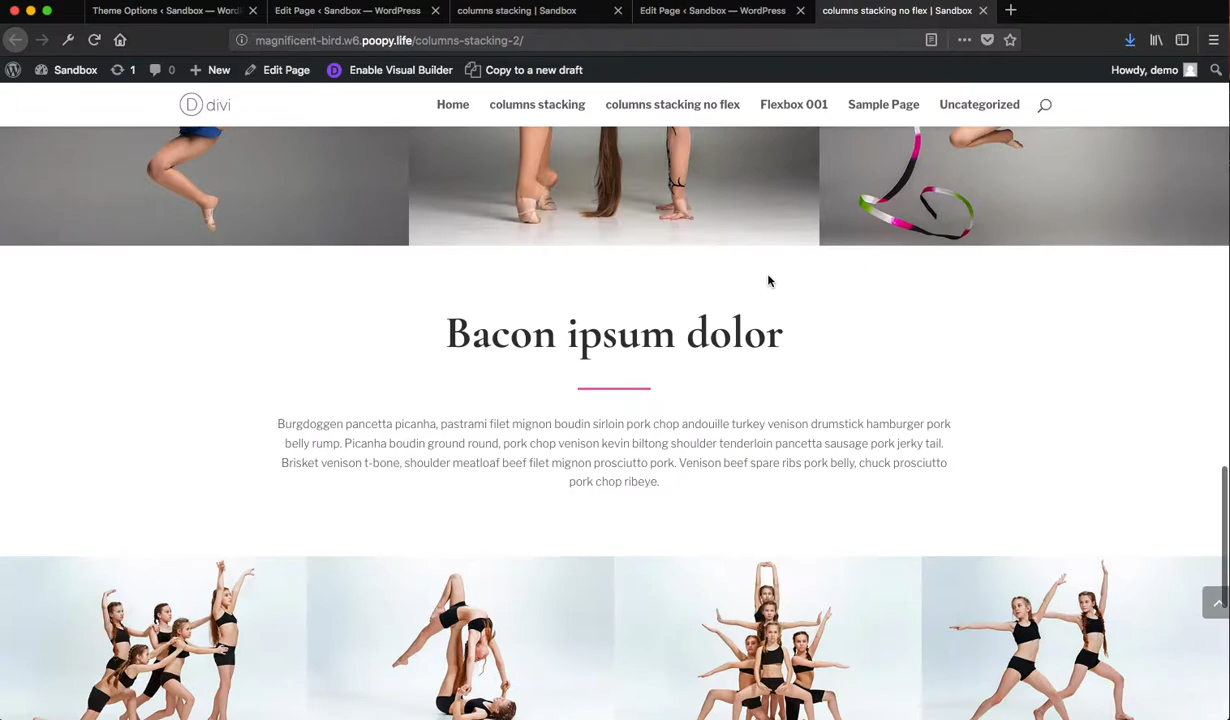 Theme Options < Sandbox — Word
Edit Page < Sandbox — WordPress
columns stacking | Sandbox
Edit Page < Sandbox — WordPress
columns stacking no flex | Sandbox
magnificent-bird.w6.poopy.life/columns-stacking-2/
Sandbox
1
0
New
Edit Page
Enable Visual Builder
Copy to a new draft
Howdy, demo
D divi
Home
columns stacking
columns stacking no flex
Flexbox 001
Sample Page
Uncategorized
Bacon ipsum dolor
Burgdoggen pancetta picanha, pastrami filet mignon boudin sirloin pork chop andouille turkey venison drumstick hamburger pork
belly rump. Picanha boudin ground round, pork chop venison kevin biltong shoulder tenderloin pancetta sausage pork jerky tail.
Brisket venison t-bone, shoulder meatloaf beef filet mignon prosciutto pork. Venison beef spare ribs pork belly, chuck prosciutto
pork chop ribeye.